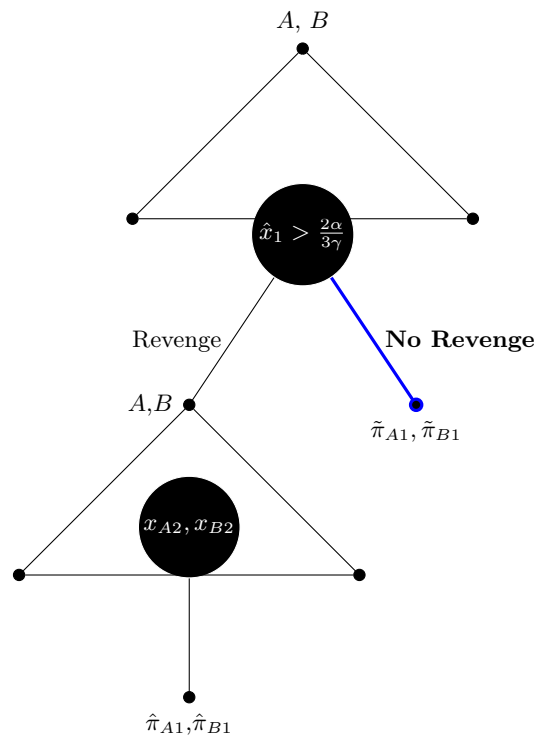 A, B
x̂₁ > 2α/3γ
Revenge
No Revenge
A,B
π̃_A1, π̃_B1
x_A2, x_B2
π̂_A1,π̂_B1